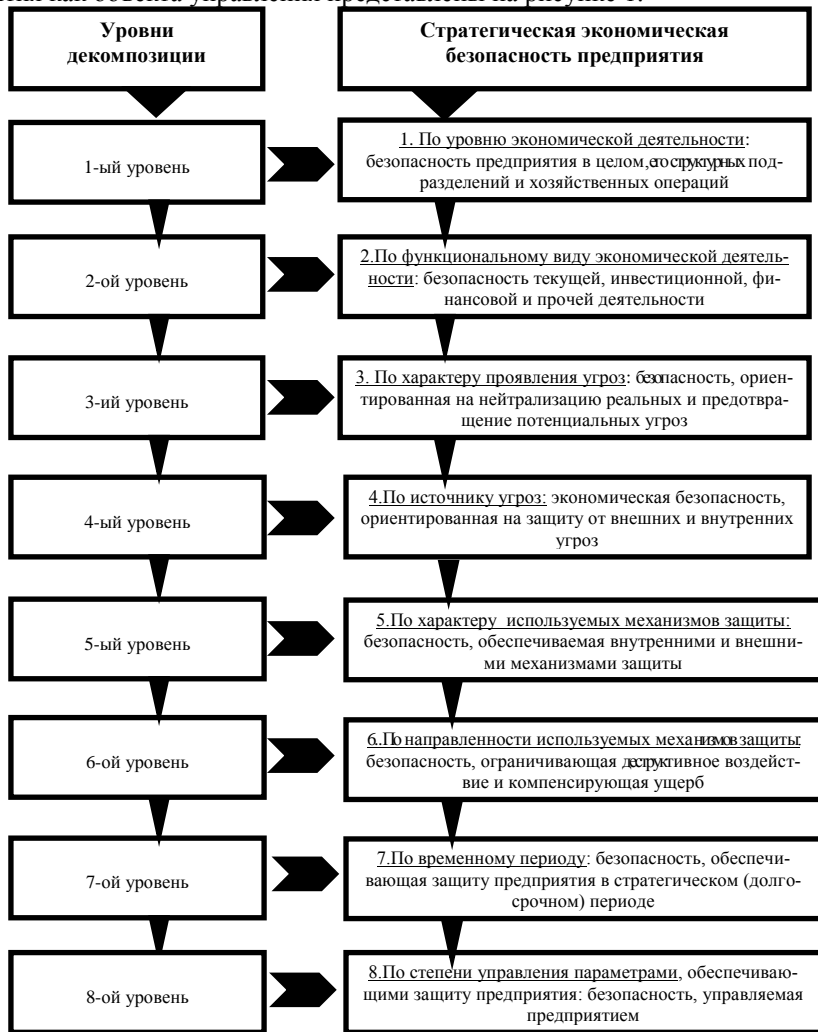 как объекта управления представлены на рисунке 1.
Уровни
декомпозиции
Стратегическая экономическая
безопасность предприятия
1-ый уровень
1. По уровню экономической деятельности:
безопасность предприятия в целом, его структурных под-
разделений и хозяйственных операций
2-ой уровень
2.По функциональному виду экономической деятель-
ности: безопасность текущей, инвестиционной, фи-
нансовой и прочей деятельности
3-ий уровень
3. По характеру проявления угроз: безопасность, ориен-
тированная на нейтрализацию реальных и предотвра-
щение потенциальных угроз
4-ый уровень
4.По источнику угроз: экономическая безопасность,
ориентированная на защиту от внешних и внутренних
угроз
5-ый уровень
5.По характеру используемых механизмов защиты:
безопасность, обеспечиваемая внутренними и внешни-
ми механизмами защиты
6-ой уровень
6.По направленности используемых механизмов защиты:
безопасность, ограничивающая деструктивное воздейст-
вие и компенсирующая ущерб
7-ой уровень
7.По временному периоду: безопасность, обеспечи-
вающая защиту предприятия в стратегическом (долго-
срочном) периоде
8-ой уровень
8.По степени управления параметрами, обеспечиваю-
щими защиту предприятия: безопасность, управляемая
предприятием